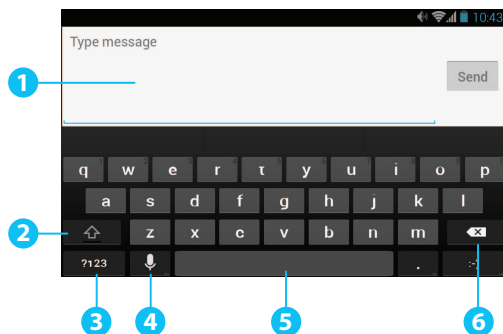 10:43
Type message
1
Send
q w e r t y u i o p
a s d f g h j k l
2
z x c v b n m
?123 . :-)
3 4 5 6